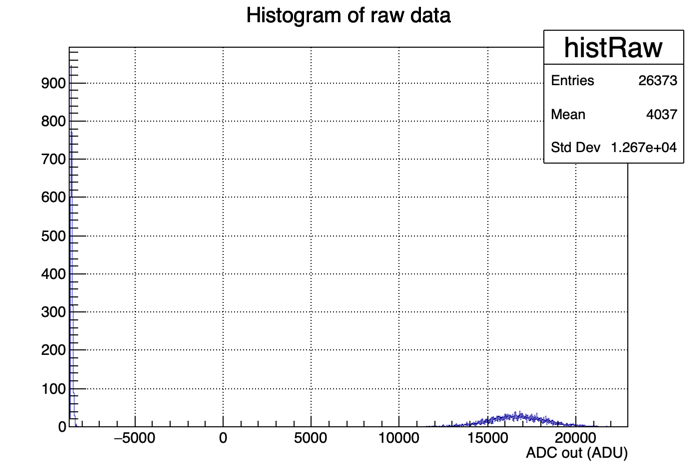 Histogram of raw data
histRaw
Entries 26373
Mean 4037
Std Dev 1.267e+04
900
800
700
600
500
400
300
200
100
0
−5000 0 5000 10000 15000 20000
ADC out (ADU)